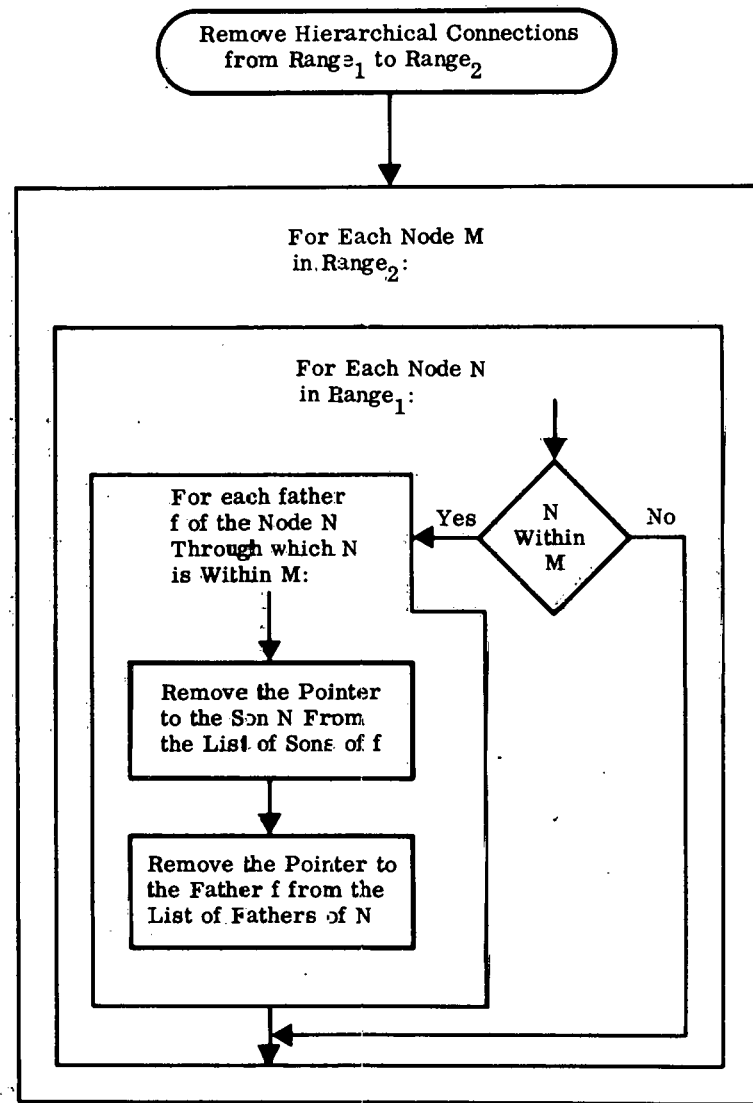 Remove Hierarchical Connections
from Range1 to Range2
For Each Node M
in Range2:
For Each Node N
in Range1:
For each father
f of the Node N
Through which N
is Within M:
Yes
N
Within
M
No
Remove the Pointer
to the Son N From
the List of Sons of f
Remove the Pointer to
the Father f from the
List of Fathers of N